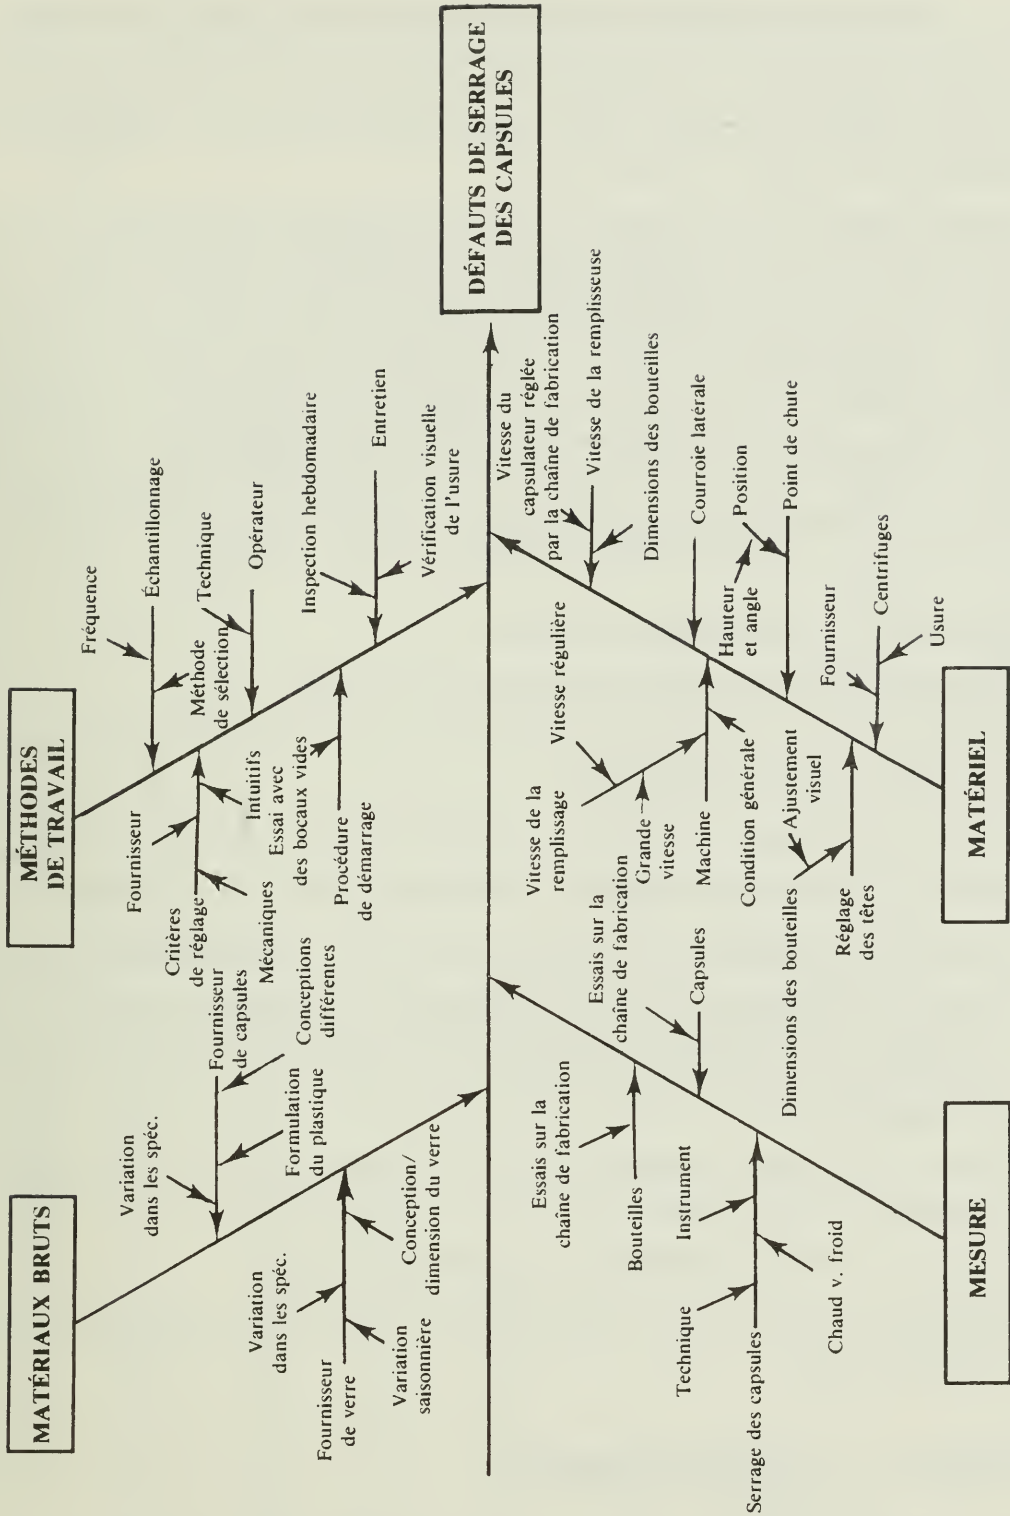 MATÉRIAUX BRUTS
Variation
dans les spéc.
Fournisseur
de capsules
Formulation
du plastique
Conceptions
différentes
Variation
dans les spéc.
Fournisseur
de verre
Variation
saisonnière
Conception/
dimension du verre
MÉTHODES
DE TRAVAIL
Fréquence
Échantillonnage
Méthode
de sélection
Technique
Opérateur
Fournisseur
Critères
de réglage
Intuitifs
Mécaniques
Essai avec
des bocaux vides
Procédure
de démarrage
Inspection hebdomadaire
Entretien
Vérification visuelle
de l'usure
DÉFAUTS DE SERRAGE
DES CAPSULES
MESURE
Essais sur la
chaîne de fabrication
Bouteilles
Essais sur la
chaîne de fabrication
Capsules
Technique
Instrument
Serrage des capsules
Chaud v. froid
MATÉRIEL
Vitesse du
capsulateur réglée
par la chaîne de fabrication
Vitesse de la remplisseuse
Dimensions des bouteilles
Courroie latérale
Vitesse régulière
Vitesse de la
remplissage
Grande
vitesse
Machine
Condition générale
Hauteur
et angle
Position
Point de chute
Dimensions des bouteilles
Ajustement
visuel
Réglage
des têtes
Fournisseur
Centrifuges
Usure